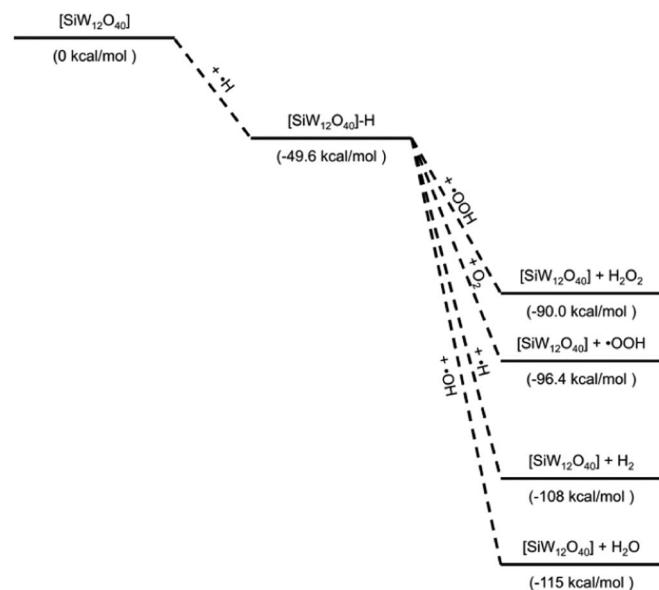 [SiW₁₂O₄₀]
(0 kcal/mol)
+ •H
[SiW₁₂O₄₀]-H
(-49.6 kcal/mol )
+ •OOH
+ O₂
+ •H
+ •OH
[SiW₁₂O₄₀] + H₂O₂
(-90.0 kcal/mol )
[SiW₁₂O₄₀] + •OOH
(-96.4 kcal/mol )
[SiW₁₂O₄₀] + H₂
(-108 kcal/mol )
[SiW₁₂O₄₀] + H₂O
(-115 kcal/mol )